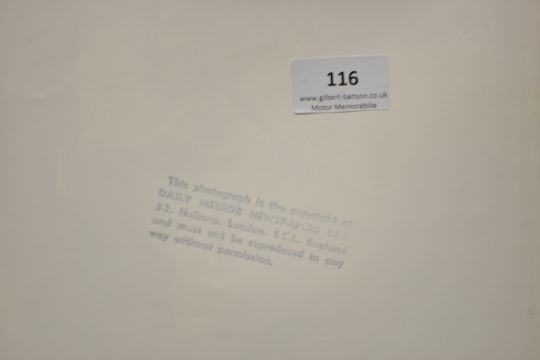 116
www.gilbert-baitson.co.uk
Motor Memorabilia
This photograph is the copyright of
DAILY MIRROR NEWSPAPERS LTD.
33, Holborn, London, E.C.1., England
and must not be reproduced in any
way without permission.